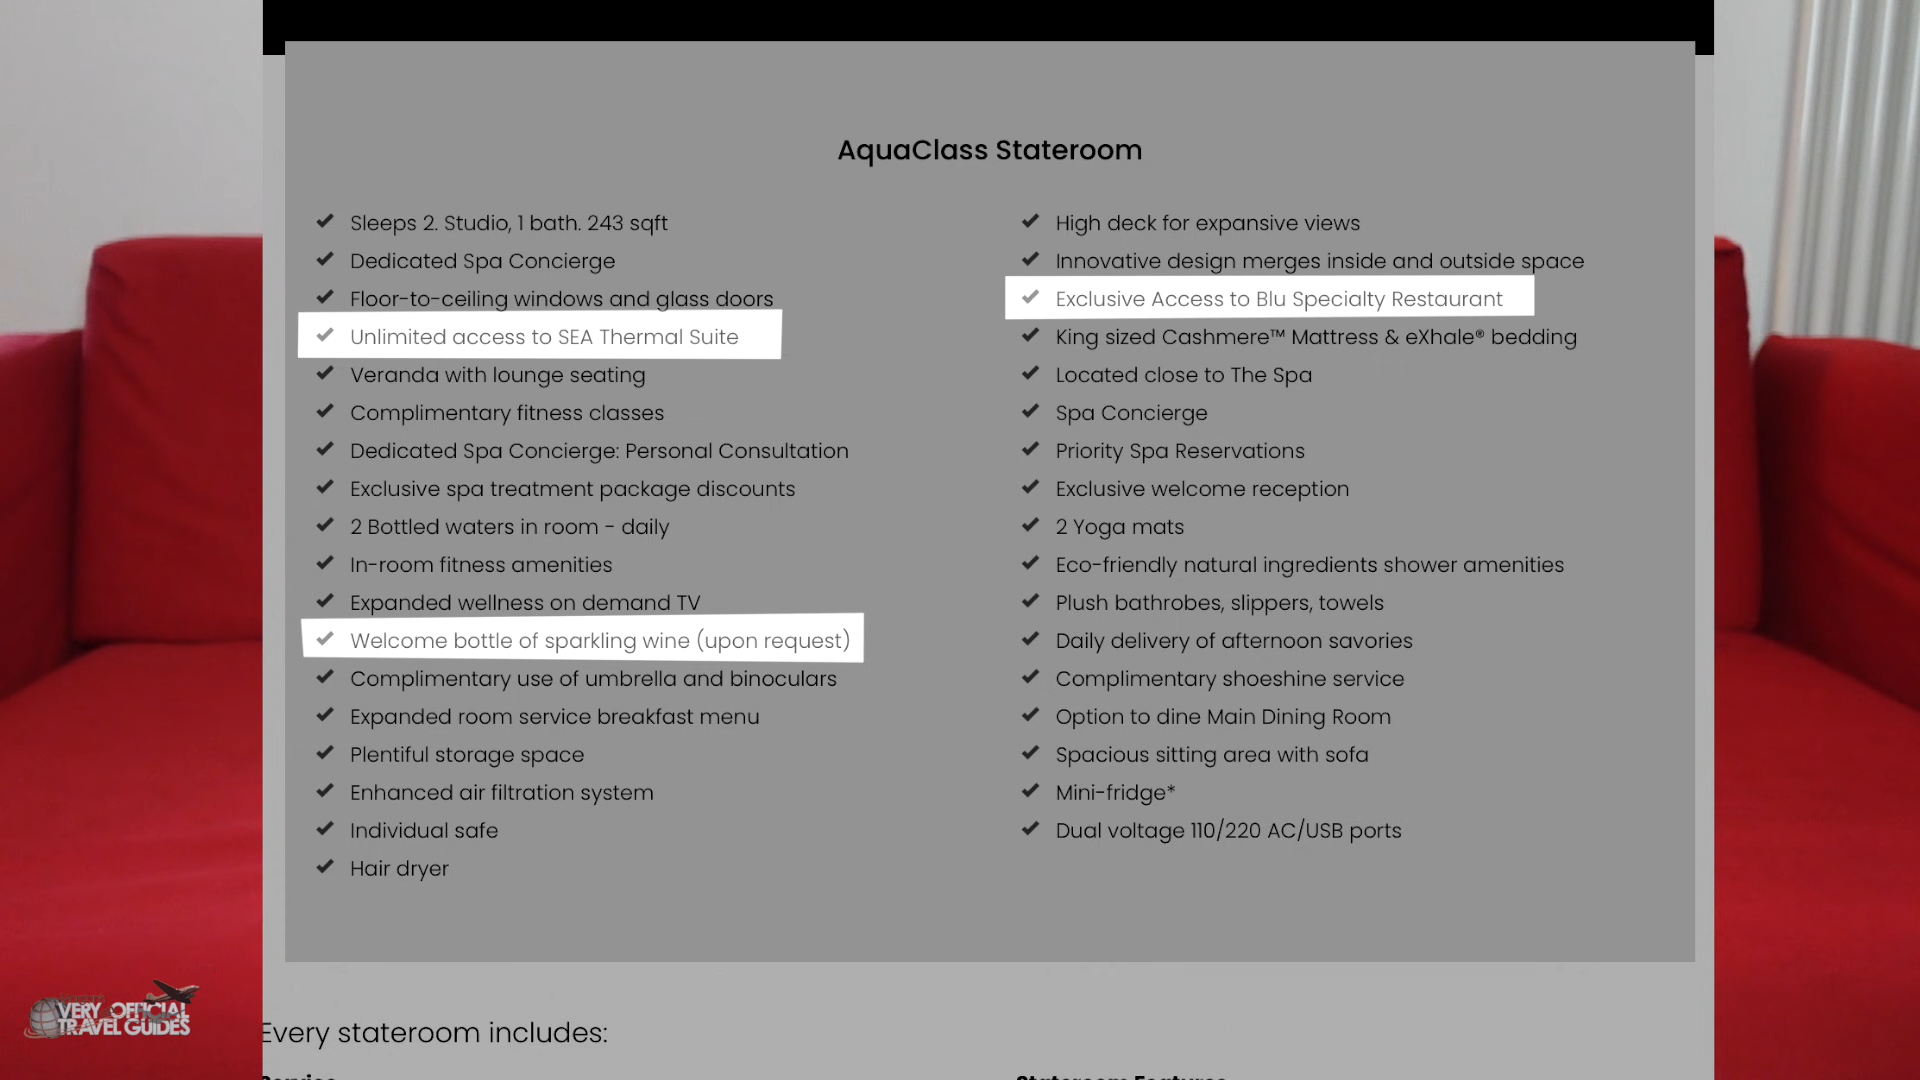 AquaClass Stateroom
Sleeps 2. Studio, 1 bath. 243 sqft
Dedicated Spa Concierge
Floor-to-ceiling windows and glass doors
Unlimited access to SEA Thermal Suite
Veranda with lounge seating
Complimentary fitness classes
Dedicated Spa Concierge: Personal Consultation
Exclusive spa treatment package discounts
2 Bottled waters in room - daily
In-room fitness amenities
Expanded wellness on demand TV
Welcome bottle of sparkling wine (upon request)
Complimentary use of umbrella and binoculars
Expanded room service breakfast menu
Plentiful storage space
Enhanced air filtration system
Individual safe
Hair dryer
High deck for expansive views
Innovative design merges inside and outside space
Exclusive Access to Blu Specialty Restaurant
King sized Cashmere™ Mattress & eXhale® bedding
Located close to The Spa
Spa Concierge
Priority Spa Reservations
Exclusive welcome reception
2 Yoga mats
Eco-friendly natural ingredients shower amenities
Plush bathrobes, slippers, towels
Daily delivery of afternoon savories
Complimentary shoeshine service
Option to dine Main Dining Room
Spacious sitting area with sofa
Mini-fridge*
Dual voltage 110/220 AC/USB ports
VERY OFFICIAL
TRAVEL GUIDES
Every stateroom includes: